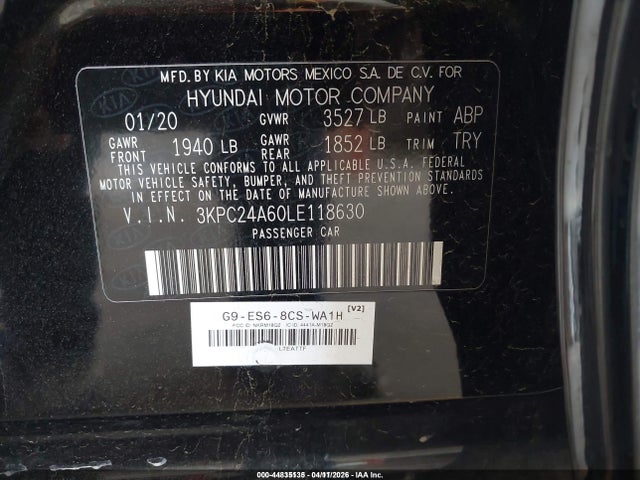 MFD. BY KIA MOTORS MEXICO S.A. DE C.V. FOR
HYUNDAI MOTOR COMPANY
01/20 GVWR 3527 LB PAINT ABP
GAWR FRONT 1940 LB GAWR REAR 1852 LB TRIM TRY
THIS VEHICLE CONFORMS TO ALL APPLICABLE U.S.A. FEDERAL
MOTOR VEHICLE SAFETY, BUMPER, AND THEFT PREVENTION STANDARDS
IN EFFECT ON THE DATE OF MANUFACTURE SHOWN ABOVE.
V.I.N. 3KPC24A60LE118630
PASSENGER CAR
G9-ES6-8CS-WA1H [V2]
LTEATTF
000-44835136 - 04/11/2026 - IAA Inc.